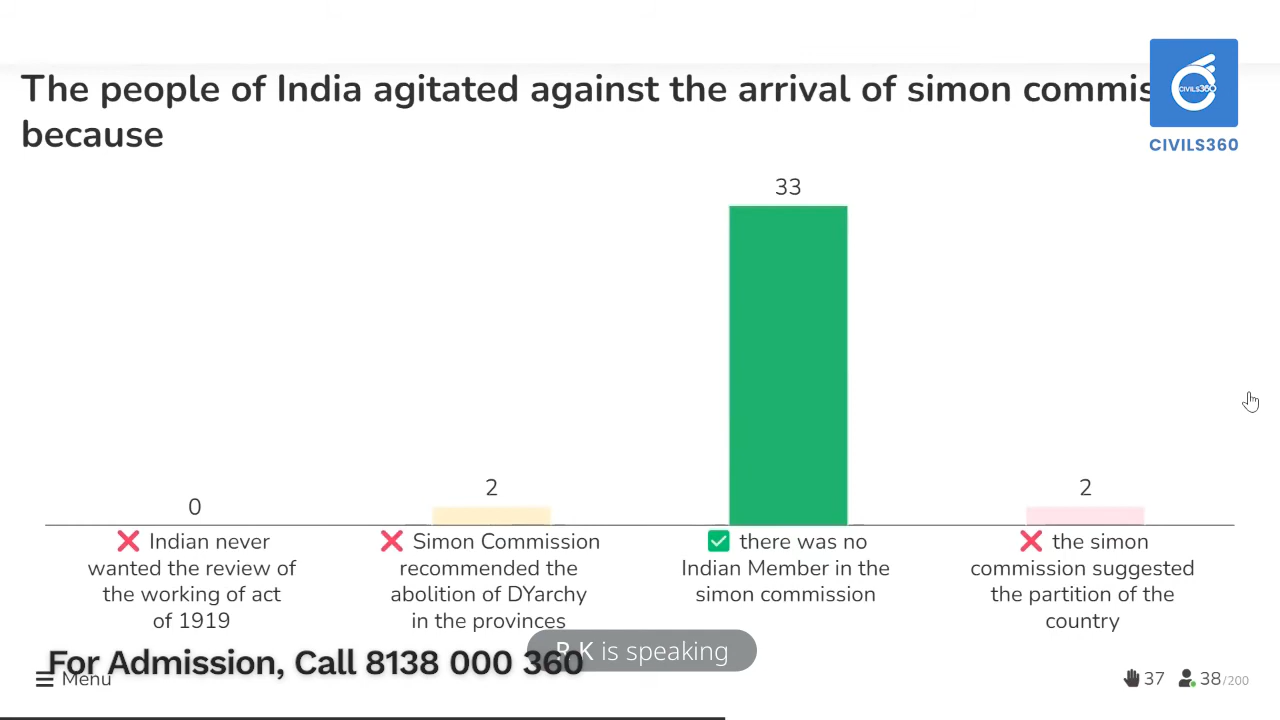 The people of India agitated against the arrival of simon commis
because
CIVILS360
CIVILS360
33
0
2
2
❌ Indian never
wanted the review of
the working of act
of 1919
❌ Simon Commission
recommended the
abolition of DYarchy
in the provinces
✅ there was no
Indian Member in the
simon commission
❌ the simon
commission suggested
the partition of the
country
R K is speaking
For Admission, Call 8138 000 360
Menu
37 38/200